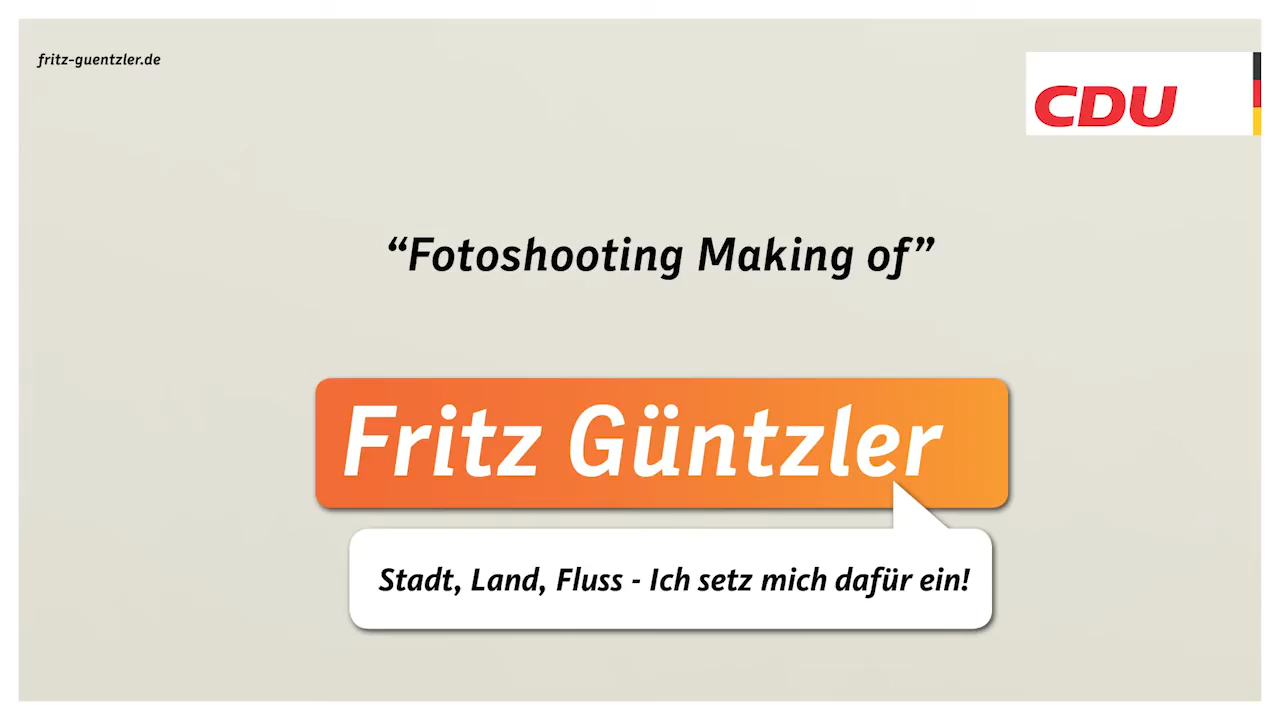 fritz-guentzler.de
CDU
“Fotoshooting Making of”
Fritz Güntzler
Stadt, Land, Fluss - Ich setz mich dafür ein!